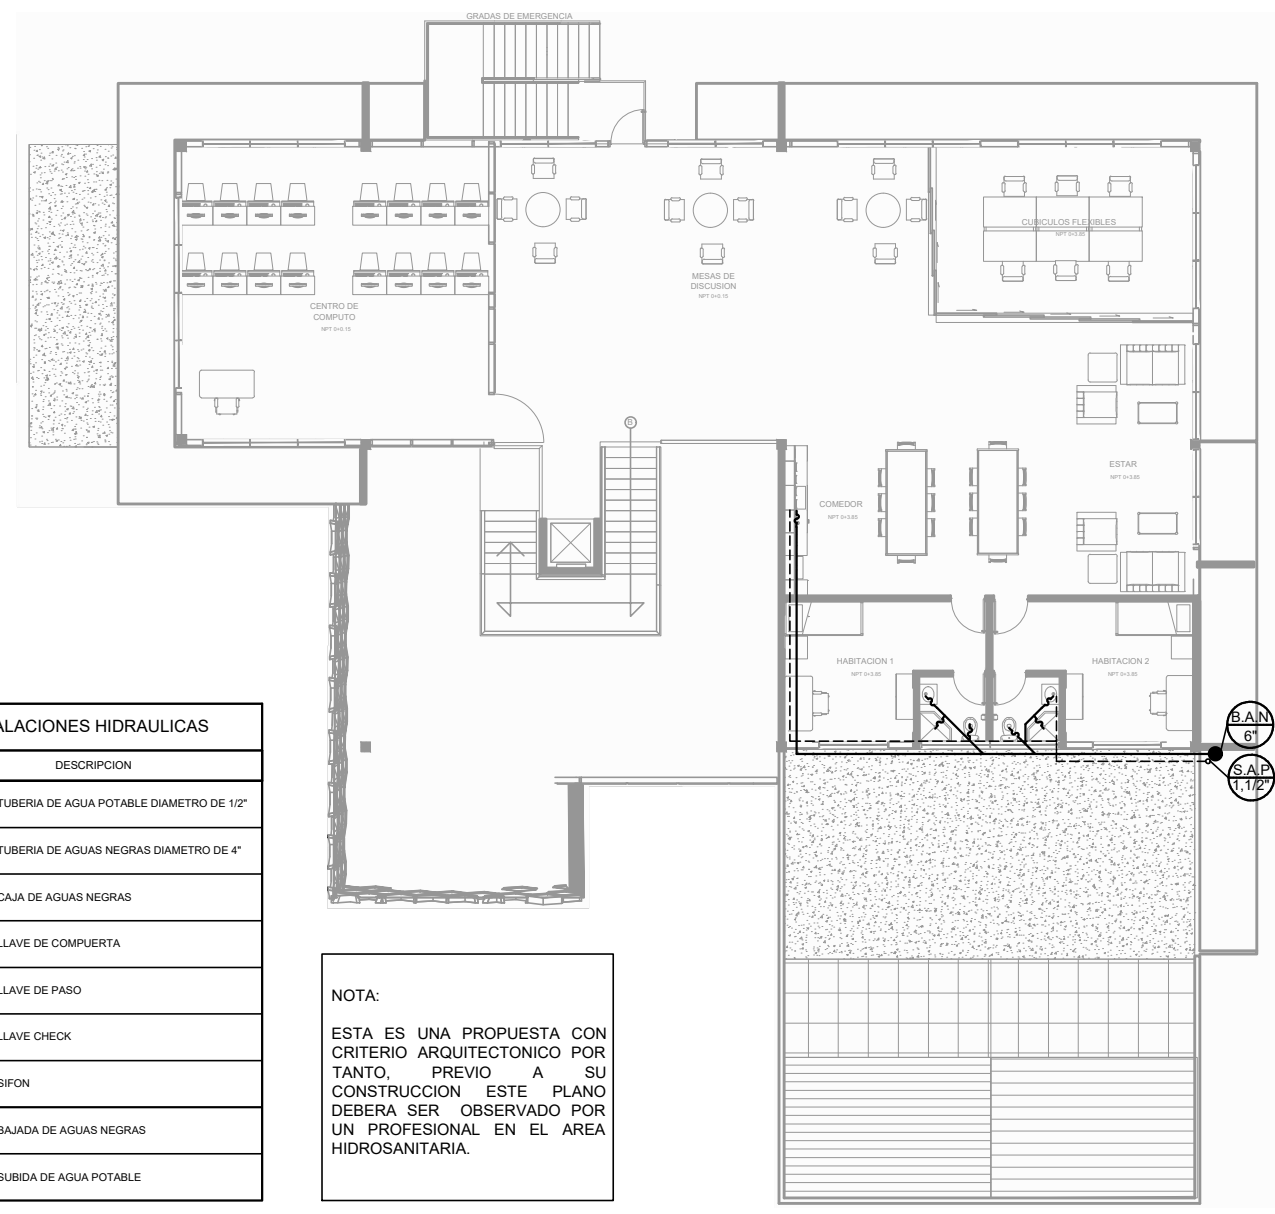 GRADAS DE EMERGENCIA
CUBICULOS FLEXIBLES
NPT 0+3.85
MESAS DE
DISCUSION
NPT 0+0.15
CENTRO DE
COMPUTO
NPT 0+0.15
B
ESTAR
NPT 0+3.85
COMEDOR
NPT 0+3.85
HABITACION 1
NPT 0+3.85
HABITACION 2
NPT 0+3.85
B.A.N
6"
S.A.P
1,1/2"
ALACIONES HIDRAULICAS
DESCRIPCION
TUBERIA DE AGUA POTABLE DIAMETRO DE 1/2"
TUBERIA DE AGUAS NEGRAS DIAMETRO DE 4"
CAJA DE AGUAS NEGRAS
LLAVE DE COMPUERTA
LLAVE DE PASO
LLAVE CHECK
SIFON
BAJADA DE AGUAS NEGRAS
SUBIDA DE AGUA POTABLE
NOTA:
ESTA ES UNA PROPUESTA CON
CRITERIO ARQUITECTONICO POR
TANTO, PREVIO A SU
CONSTRUCCION ESTE PLANO
DEBERA SER OBSERVADO POR
UN PROFESIONAL EN EL AREA
HIDROSANITARIA.